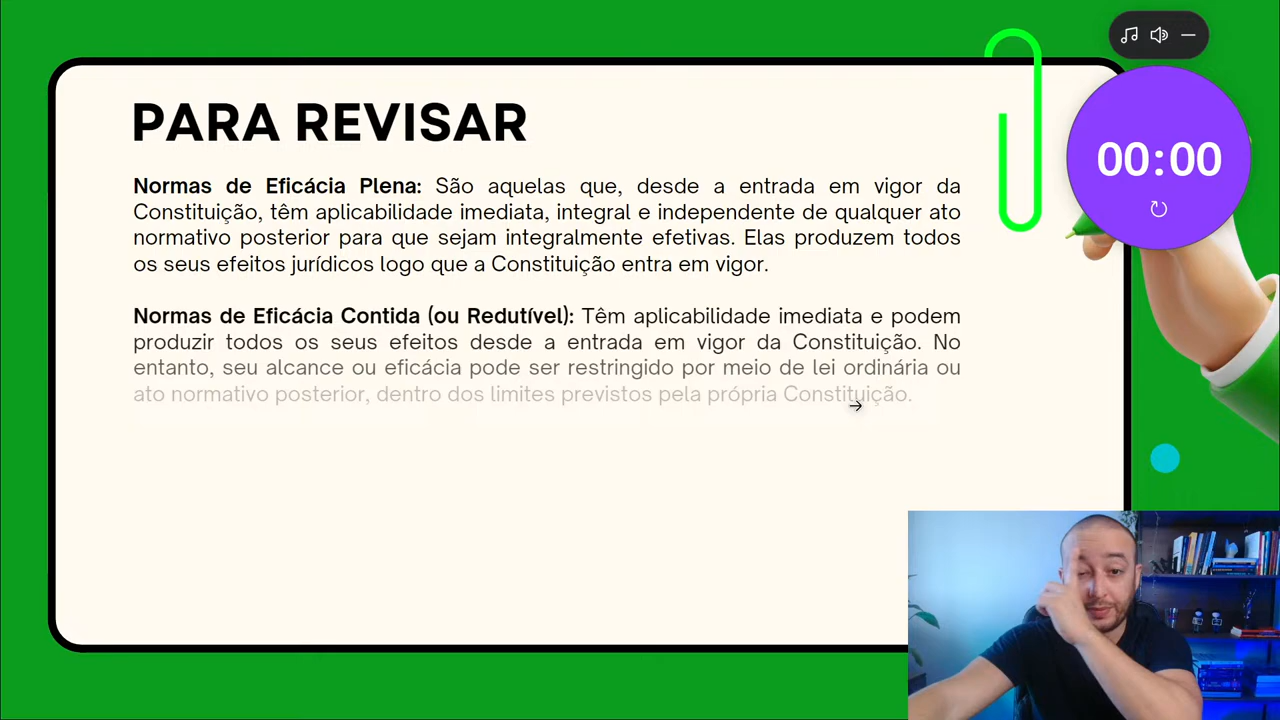 PARA REVISAR
00:00
Normas de Eficácia Plena: São aquelas que, desde a entrada em vigor da
Constituição, têm aplicabilidade imediata, integral e independente de qualquer ato
normativo posterior para que sejam integralmente efetivas. Elas produzem todos
os seus efeitos jurídicos logo que a Constituição entra em vigor.
Normas de Eficácia Contida (ou Redutível): Têm aplicabilidade imediata e podem
produzir todos os seus efeitos desde a entrada em vigor da Constituição. No
entanto, seu alcance ou eficácia pode ser restringido por meio de lei ordinária ou
ato normativo posterior, dentro dos limites previstos pela própria Constituição.